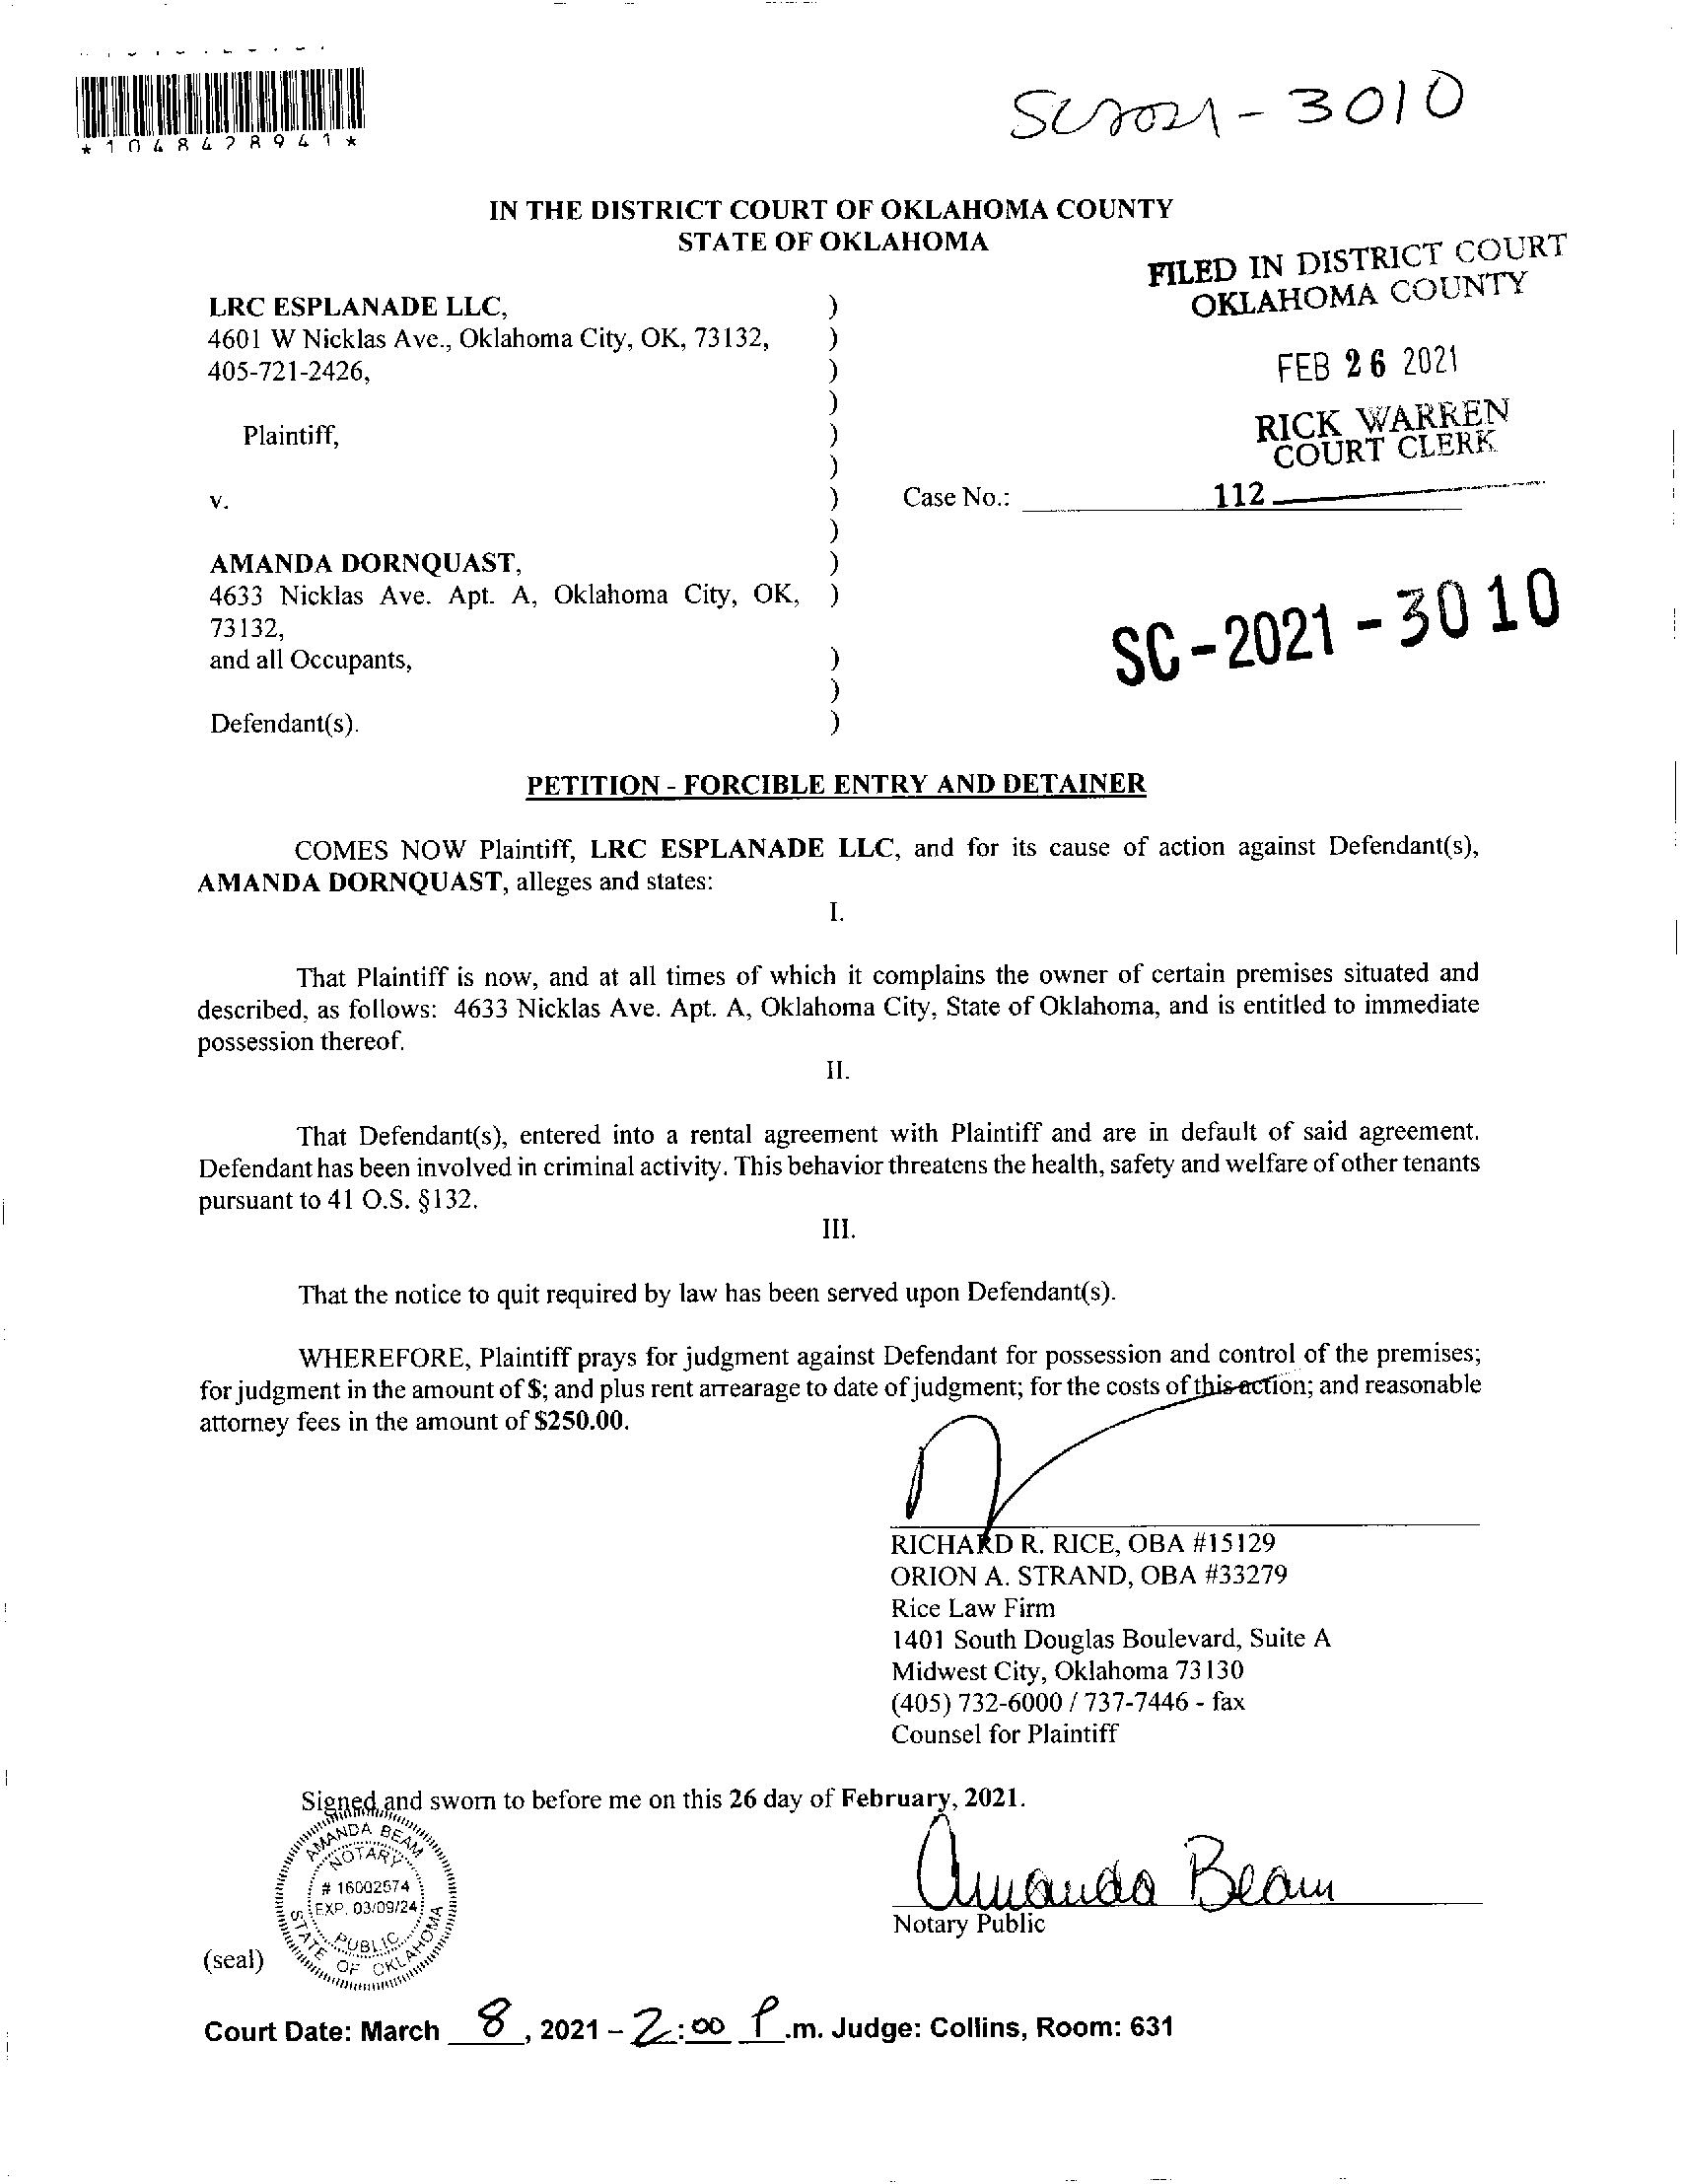 *1048428941*
SC2021-3010
IN THE DISTRICT COURT OF OKLAHOMA COUNTY
STATE OF OKLAHOMA
FILED IN DISTRICT COURT
OKLAHOMA COUNTY
FEB 26 2021
RICK WARREN
COURT CLERK
112
LRC ESPLANADE LLC, )
4601 W Nicklas Ave., Oklahoma City, OK, 73132, )
405-721-2426, )
)
Plaintiff, )
)
v. ) Case No.:
)
AMANDA DORNQUAST, )
4633 Nicklas Ave. Apt. A, Oklahoma City, OK, )
73132,
and all Occupants, )
)
Defendant(s). )
SC-2021-3010
PETITION - FORCIBLE ENTRY AND DETAINER
COMES NOW Plaintiff, LRC ESPLANADE LLC, and for its cause of action against Defendant(s),
AMANDA DORNQUAST, alleges and states:
I.
That Plaintiff is now, and at all times of which it complains the owner of certain premises situated and
described, as follows: 4633 Nicklas Ave. Apt. A, Oklahoma City, State of Oklahoma, and is entitled to immediate
possession thereof.
II.
That Defendant(s), entered into a rental agreement with Plaintiff and are in default of said agreement.
Defendant has been involved in criminal activity. This behavior threatens the health, safety and welfare of other tenants
pursuant to 41 O.S. §132.
III.
That the notice to quit required by law has been served upon Defendant(s).
WHEREFORE, Plaintiff prays for judgment against Defendant for possession and control of the premises;
for judgment in the amount of $; and plus rent arrearage to date of judgment; for the costs of this action; and reasonable
attorney fees in the amount of $250.00.
RICHARD R. RICE, OBA #15129
ORION A. STRAND, OBA #33279
Rice Law Firm
1401 South Douglas Boulevard, Suite A
Midwest City, Oklahoma 73130
(405) 732-6000 / 737-7446 - fax
Counsel for Plaintiff
Signed and sworn to before me on this 26 day of February, 2021.
AMANDA BEAM
NOTARY
# 16002574
EXP. 03/09/24
PUBLIC
STATE OF OKLAHOMA
Amanda Beam
Notary Public
(seal)
Court Date: March 8, 2021 - 2:00 P.m. Judge: Collins, Room: 631